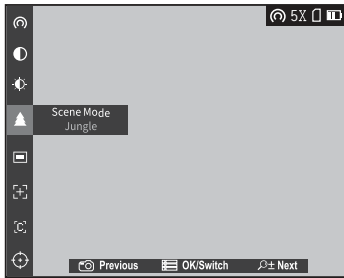 5X
Scene Mode
Jungle
[C]
Previous OK/Switch ± Next